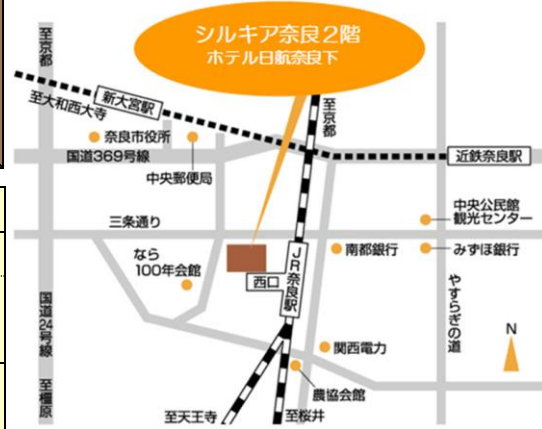 シルキア奈良2階
ホテル日航奈良下
至京都
至京都
至大和西大寺
新大宮駅
奈良市役所
国道369号線
中央郵便局
近鉄奈良駅
中央公民館
観光センター
三条通り
なら
100年会館
西口
JR奈良駅
南都銀行
みずほ銀行
やすらぎの道
国道24号線
至橿原
関西電力
農協会館
至天王寺
至桜井
N